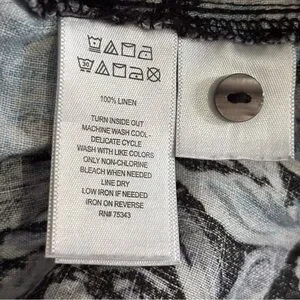 30
100% LINEN
TURN INSIDE OUT
MACHINE WASH COOL -
DELICATE CYCLE
WASH WITH LIKE COLORS
ONLY NON-CHLORINE
BLEACH WHEN NEEDED
LINE DRY
LOW IRON IF NEEDED
IRON ON REVERSE
RN# 75343